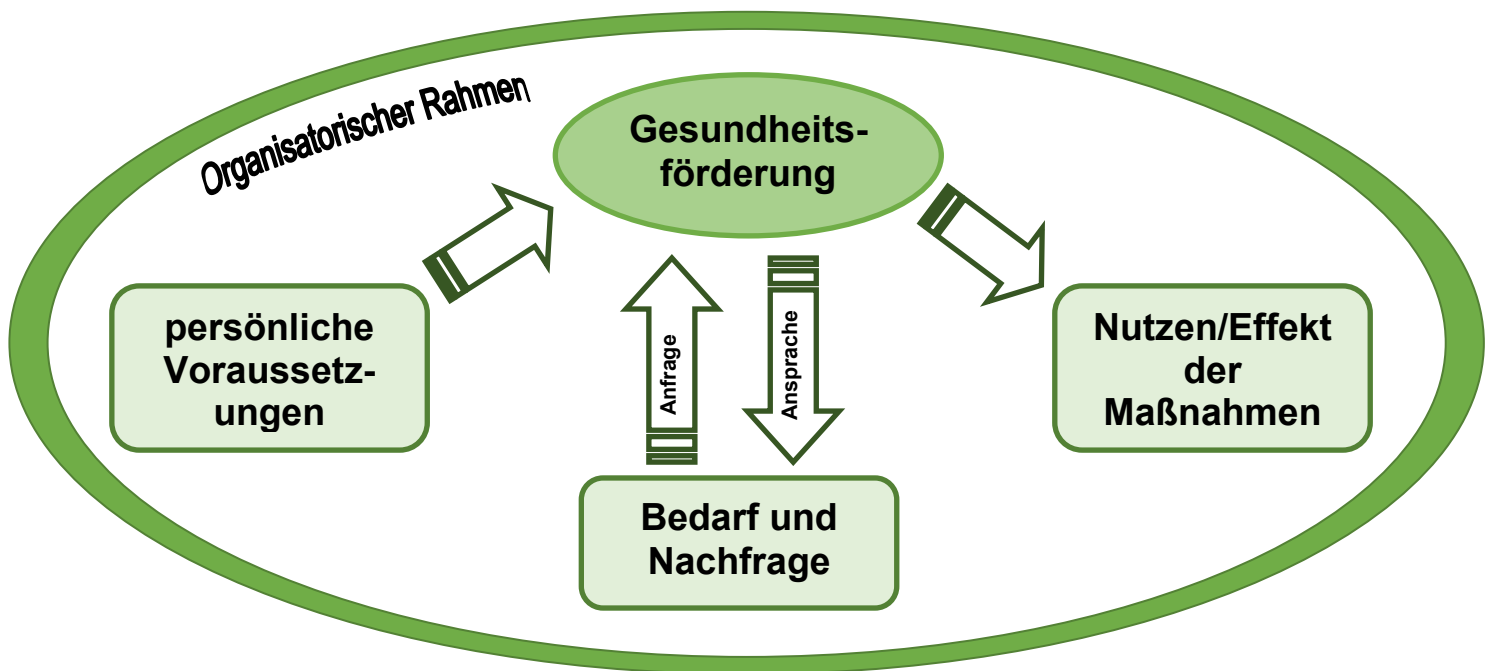 Organisatorischer Rahmen
Gesundheits-
förderung
persönliche
Voraussetz-
ungen
Anfrage
Ansprache
Nutzen/Effekt
der
Maßnahmen
Bedarf und
Nachfrage